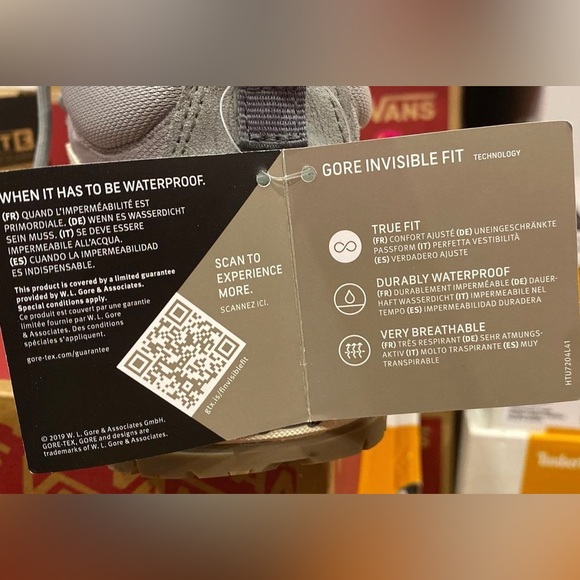 VANS
WHEN IT HAS TO BE WATERPROOF.
(FR) QUAND L'IMPERMÉABILITÉ EST
PRIMORDIALE. (DE) WENN ES WASSERDICHT
SEIN MUSS. (IT) SE DEVE ESSERE
IMPERMEABILE ALL'ACQUA.
(ES) CUANDO LA IMPERMEABILIDAD
ES INDISPENSABLE.
This product is covered by a limited guarantee
provided by W. L. Gore & Associates.
Special conditions apply.
Ce produit est couvert par une garantie
limitée fournie par W. L. Gore
& Associates. Des conditions
spéciales s'appliquent.
gore-tex.com/guarantee
© 2019 W. L. Gore & Associates GmbH.
GORE-TEX, GORE and designs are
trademarks of W. L. Gore & Associates.
SCAN TO
EXPERIENCE
MORE.
SCANNEZ ICI.
gtx.is/finvisiblefit
GORE INVISIBLE FIT TECHNOLOGY
TRUE FIT
(FR) CONFORT AJUSTÉ (DE) UNEINGESCHRÄNKTE
PASSFORM (IT) PERFETTA VESTIBILITÀ
(ES) VERDADERO AJUSTE
DURABLY WATERPROOF
(FR) DURABLEMENT IMPERMÉABLE (DE) DAUER-
HAFT WASSERDICHT (IT) IMPERMEABILE NEL
TEMPO (ES) IMPERMEABILIDAD DURADERA
VERY BREATHABLE
(FR) TRÈS RESPIRANT (DE) SEHR ATMUNGS-
AKTIV (IT) MOLTO TRASPIRANTE (ES) MUY
TRANSPIRABLE
HTU7204L41